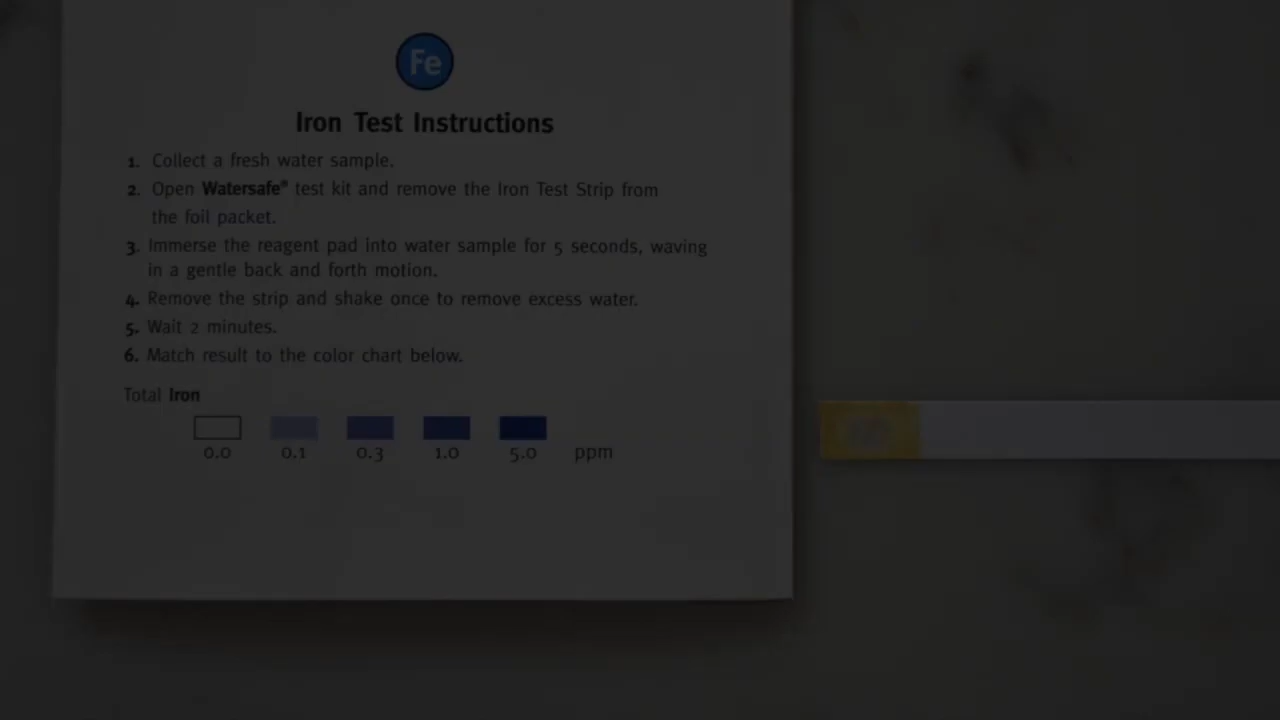 Fe
Iron Test Instructions
1. Collect a fresh water sample.
2. Open Watersafe® test kit and remove the Iron Test Strip from
the foil packet.
3. Immerse the reagent pad into water sample for 5 seconds, waving
in a gentle back and forth motion.
4. Remove the strip and shake once to remove excess water.
5. Wait 2 minutes.
6. Match result to the color chart below.
Total Iron
0.0 0.1 0.3 1.0 5.0 ppm